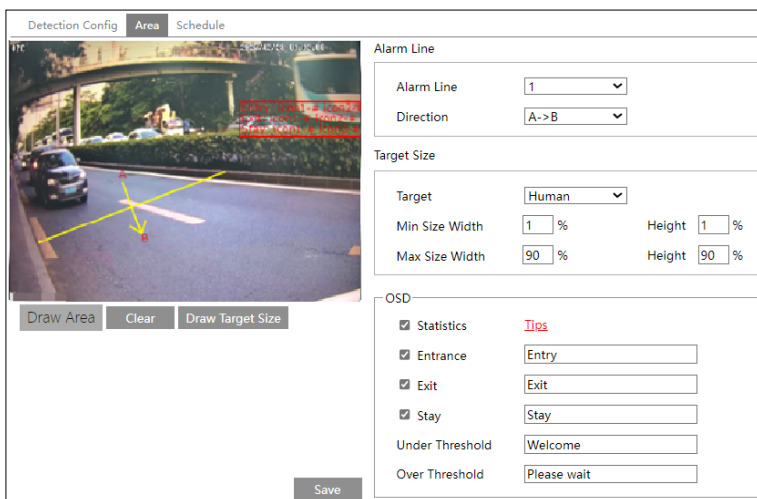 Detection Config Area Schedule
Alarm Line
Alarm Line 1
Direction A->B
Target Size
Target Human
Min Size Width 1 % Height 1 %
Max Size Width 90 % Height 90 %
A
B
Draw Area Clear Draw Target Size
OSD
Statistics Tips
Entrance Entry
Exit Exit
Stay Stay
Under Threshold Welcome
Over Threshold Please wait
Save